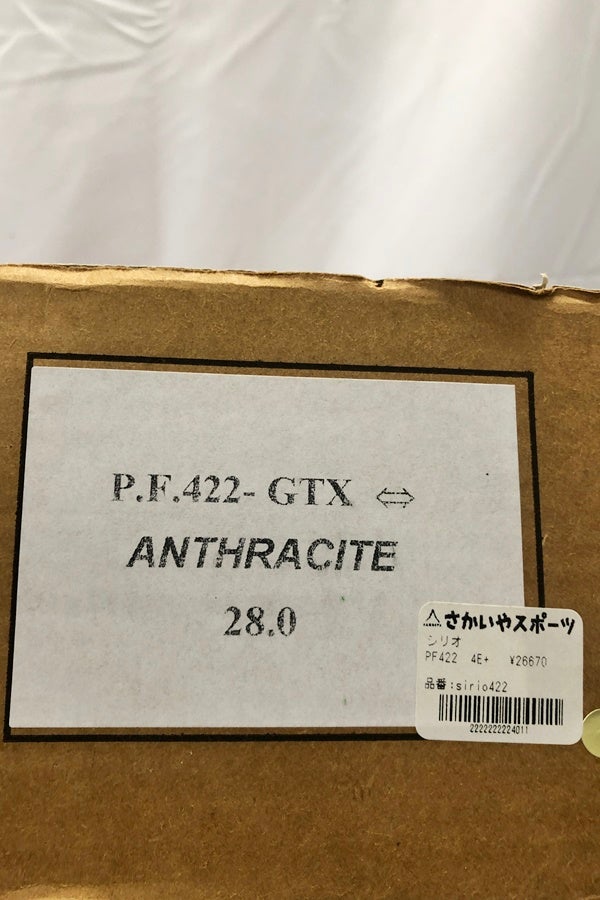 P.F.422- GTX ⇔
ANTHRACITE
28.0
さかいやスポーツ
シリオ
PF422 4E+ ¥26670
品番:sirio422
2222222224011